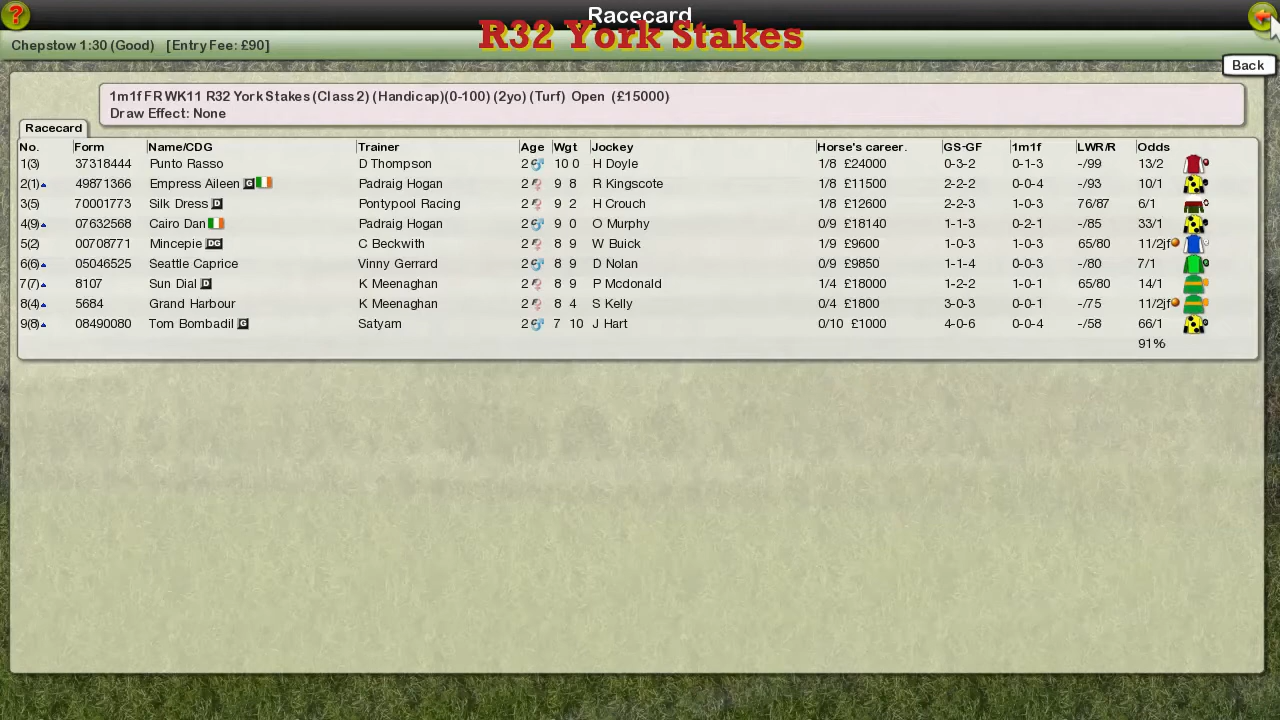 Racecard
R32 York Stakes
Chepstow 1:30 (Good) [Entry Fee: £90]
Back
1m1f FR WK11 R32 York Stakes (Class 2) (Handicap)(0-100) (2yo) (Turf) Open (£15000)
Draw Effect: None
Racecard
No. Form Name/CDG Trainer Age Wgt Jockey Horse's career. GS-GF 1m1f LWR/R Odds
1(3) 37318444 Punto Rasso D Thompson 2 10 0 H Doyle 1/8 £24000 0-3-2 0-1-3 -/99 13/2
2(1) 49871366 Empress Aileen G Padraig Hogan 2 9 8 R Kingscote 1/8 £11500 2-2-2 0-0-4 -/93 10/1
3(5) 70001773 Silk Dress D Pontypool Racing 2 9 2 H Crouch 1/8 £12600 2-2-3 1-0-3 76/87 6/1
4(9) 07632568 Cairo Dan Padraig Hogan 2 9 0 O Murphy 0/9 £18140 1-1-3 0-2-1 -/85 33/1
5(2) 00708771 Mincepie DG C Beckwith 2 8 9 W Buick 1/9 £9600 1-0-3 1-0-3 65/80 11/2jf
6(6) 05046525 Seattle Caprice Vinny Gerrard 2 8 9 D Nolan 0/9 £9850 1-1-4 0-0-3 -/80 7/1
7(7) 8107 Sun Dial D K Meenaghan 2 8 9 P Mcdonald 1/4 £18000 1-2-2 1-0-1 65/80 14/1
8(4) 5684 Grand Harbour K Meenaghan 2 8 4 S Kelly 0/4 £1800 3-0-3 0-0-1 -/75 11/2jf
9(8) 08490080 Tom Bombadil G Satyam 2 7 10 J Hart 0/10 £1000 4-0-6 0-0-4 -/58 66/1
91%